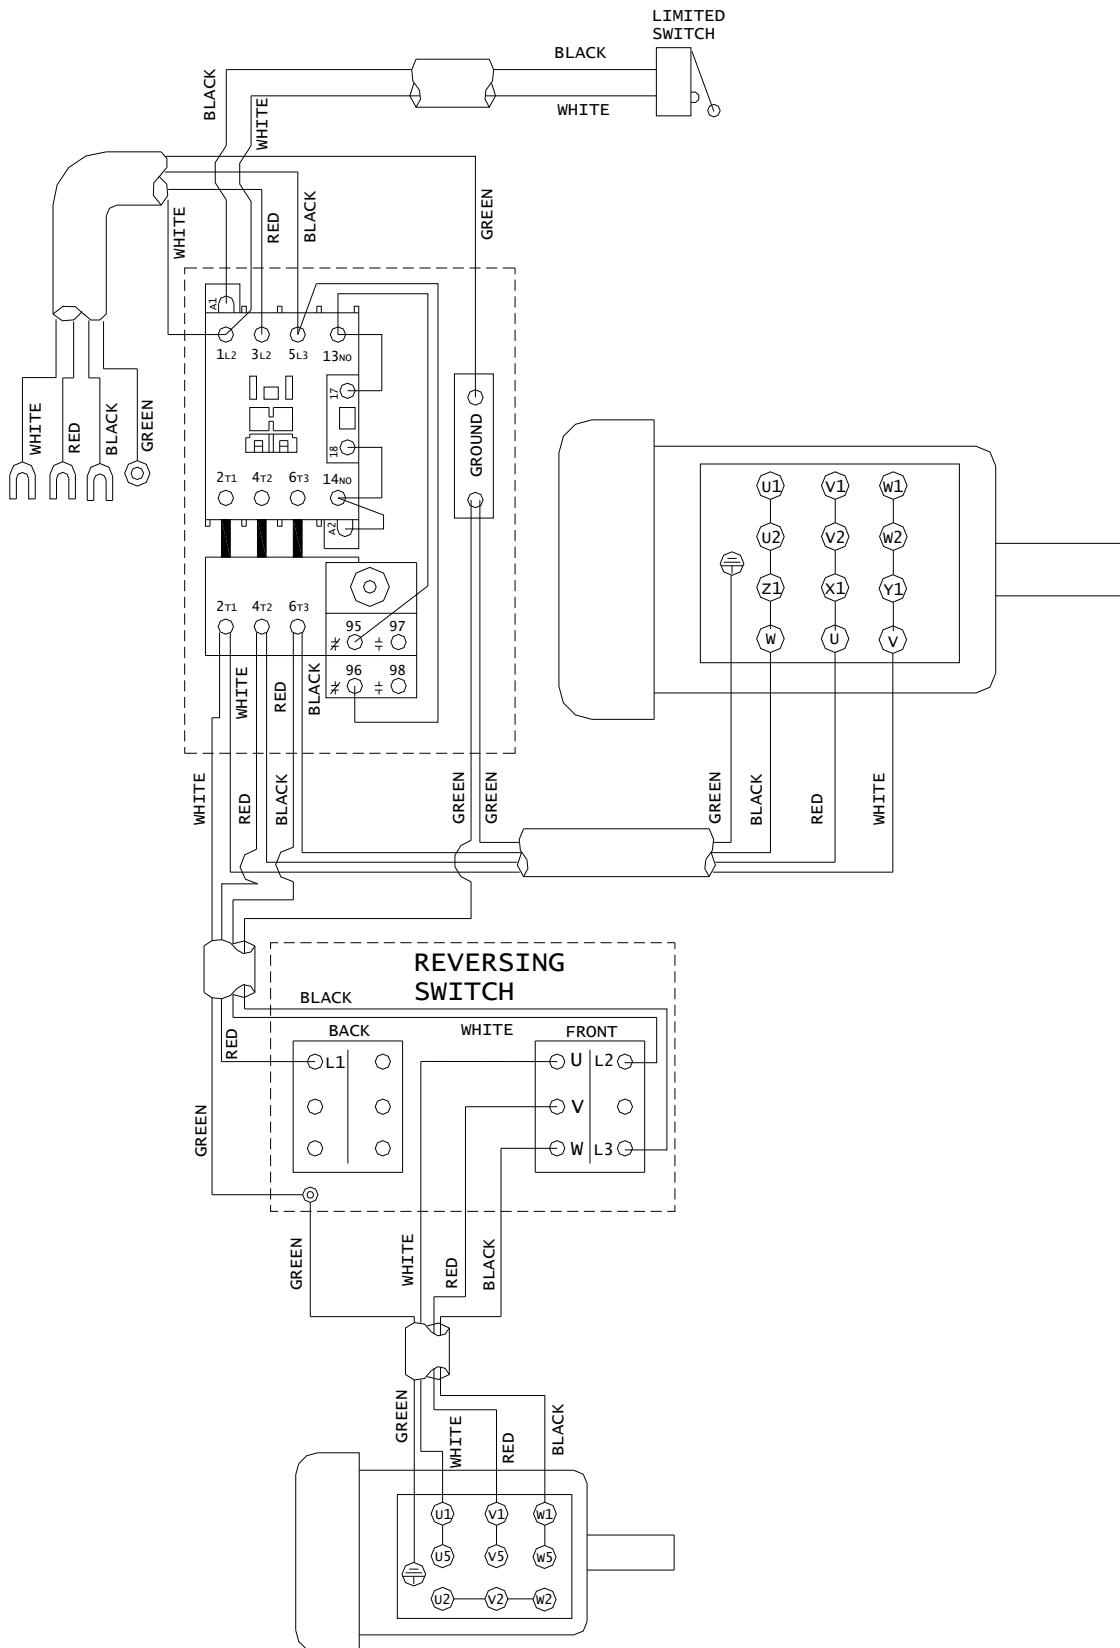 LIMITED
SWITCH
BLACK
WHITE
BLACK
WHITE
WHITE
RED
BLACK
GREEN
A1
1L2 3L2 5L3 13NO
17
18
2T1 4T2 6T3 14NO
A2
GROUND
WHITE
RED
BLACK
GREEN
2T1 4T2 6T3
95 97
96 98
WHITE
RED
BLACK
U1 V1 W1
U2 V2 W2
Z1 X1 Y1
W U V
WHITE
RED
BLACK
GREEN
GREEN
GREEN
BLACK
RED
WHITE
REVERSING
SWITCH
BLACK
WHITE
RED
BACK
FRONT
L1
U L2
V
W L3
GREEN
GREEN
WHITE
RED
BLACK
GREEN
WHITE
RED
BLACK
U1 V1 W1
U5 V5 W5
U2 V2 W2